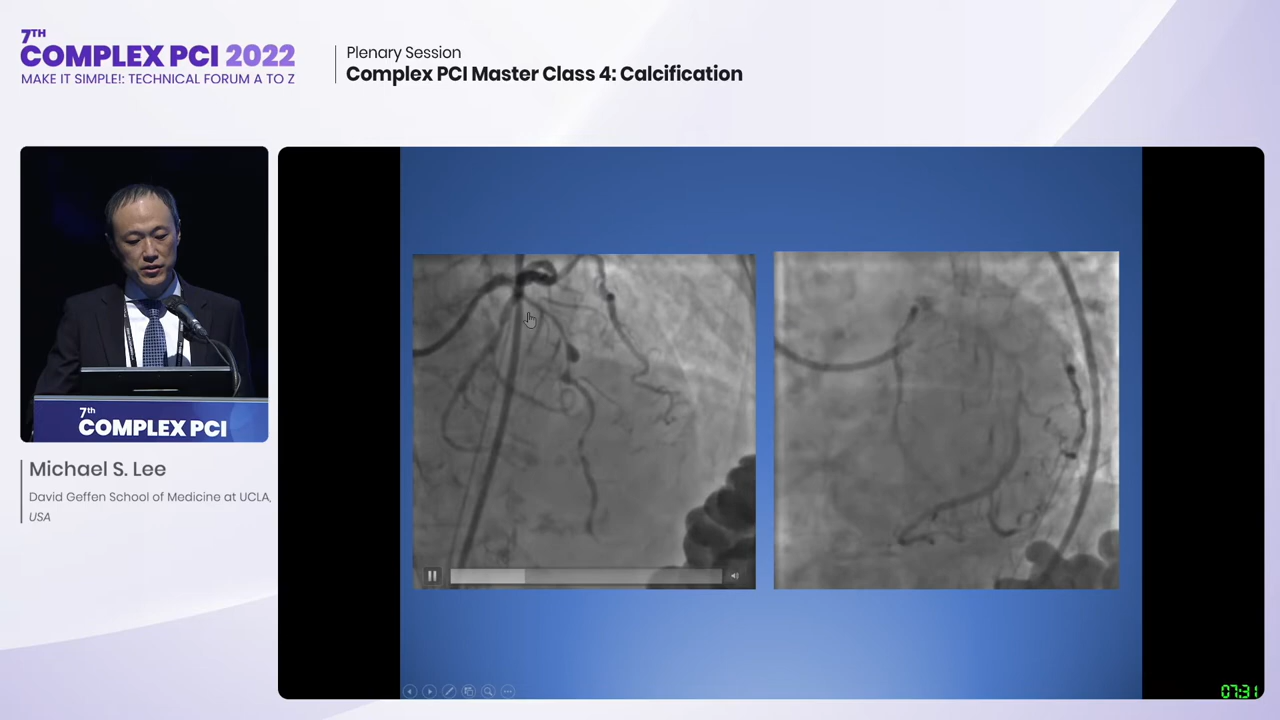 7TH
COMPLEX PCI 2022
MAKE IT SIMPLE!: TECHNICAL FORUM A TO Z
Plenary Session
Complex PCI Master Class 4: Calcification
7th
COMPLEX PCI
Michael S. Lee
David Geffen School of Medicine at UCLA,
USA
07:31